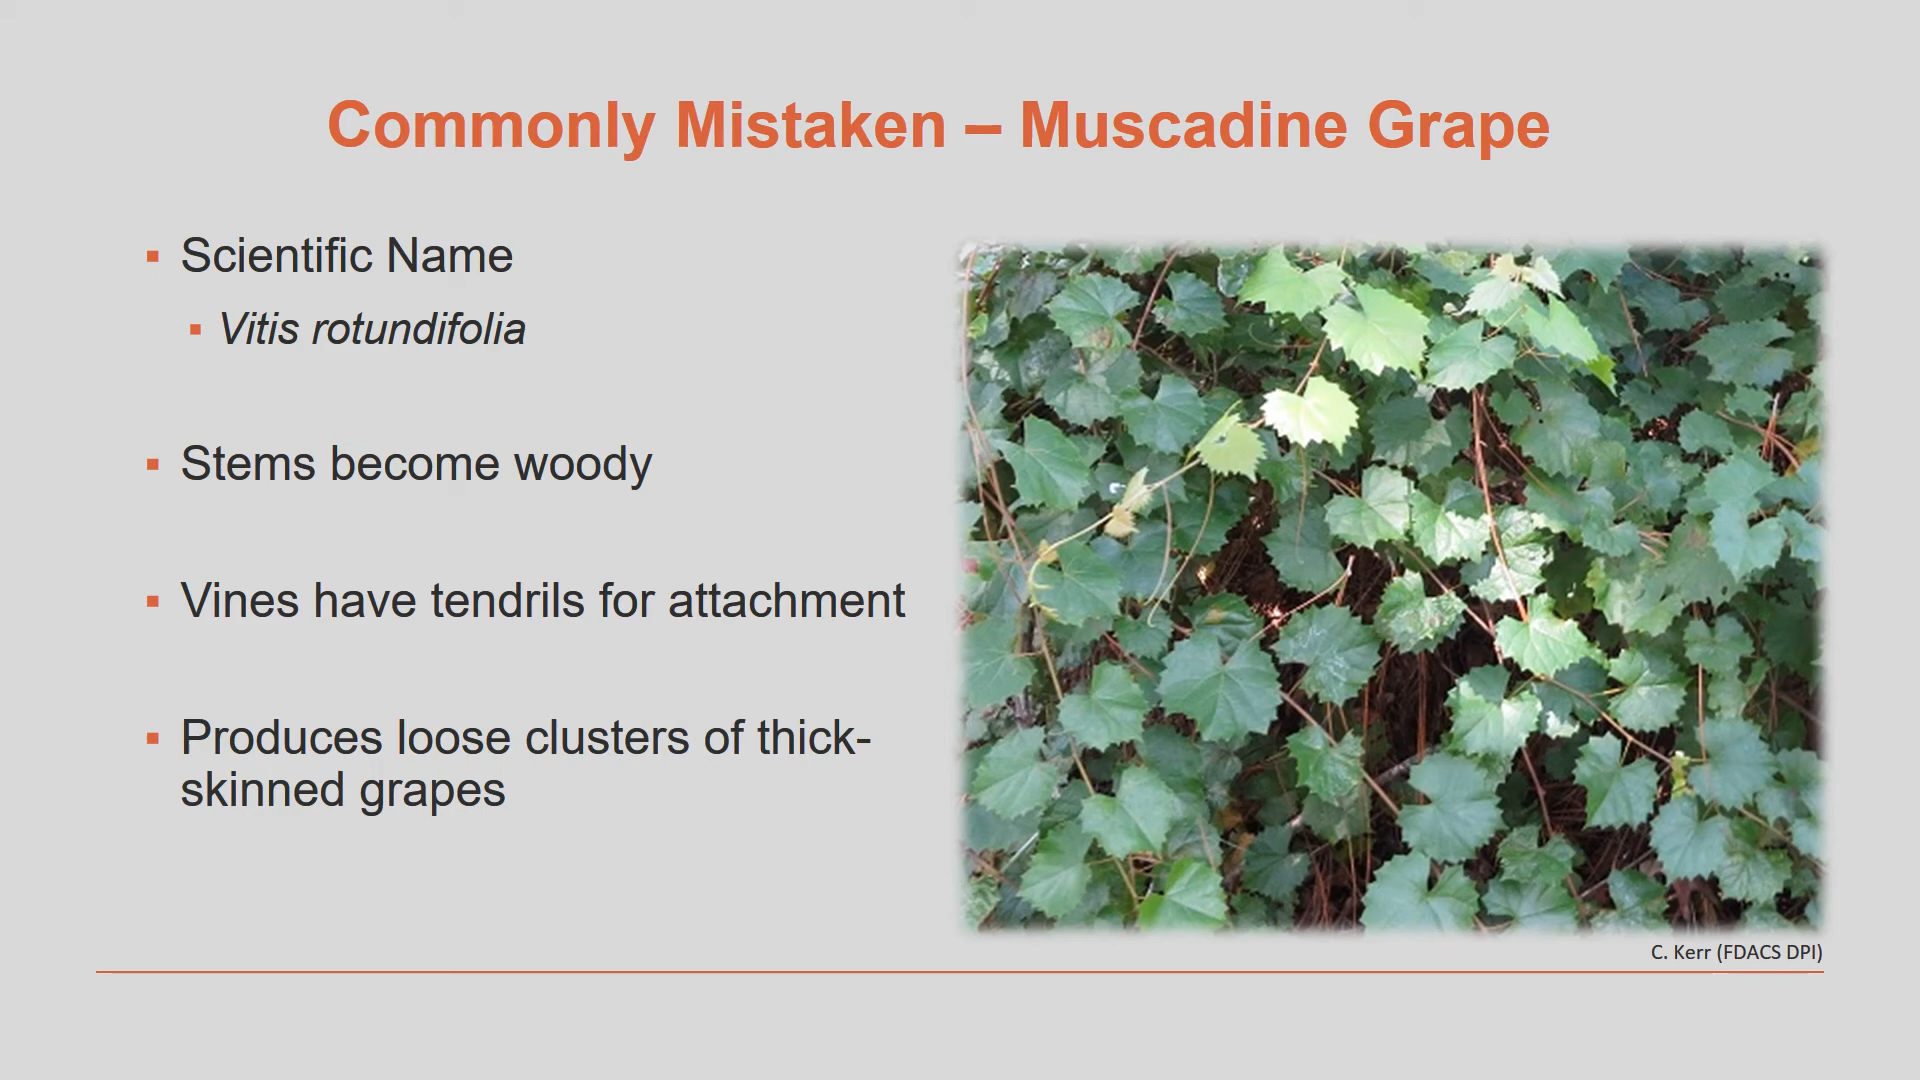 Commonly Mistaken – Muscadine Grape
▪ Scientific Name
▪ Vitis rotundifolia
▪ Stems become woody
▪ Vines have tendrils for attachment
▪ Produces loose clusters of thick-
skinned grapes
C. Kerr (FDACS DPI)